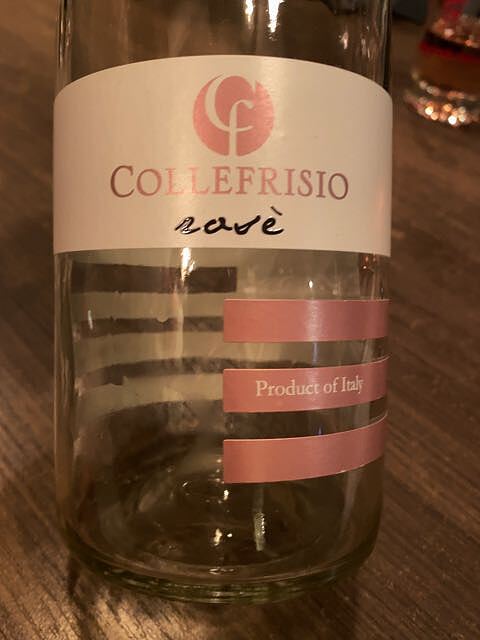 Cf
COLLEFRISIO
rosè
Product of Italy